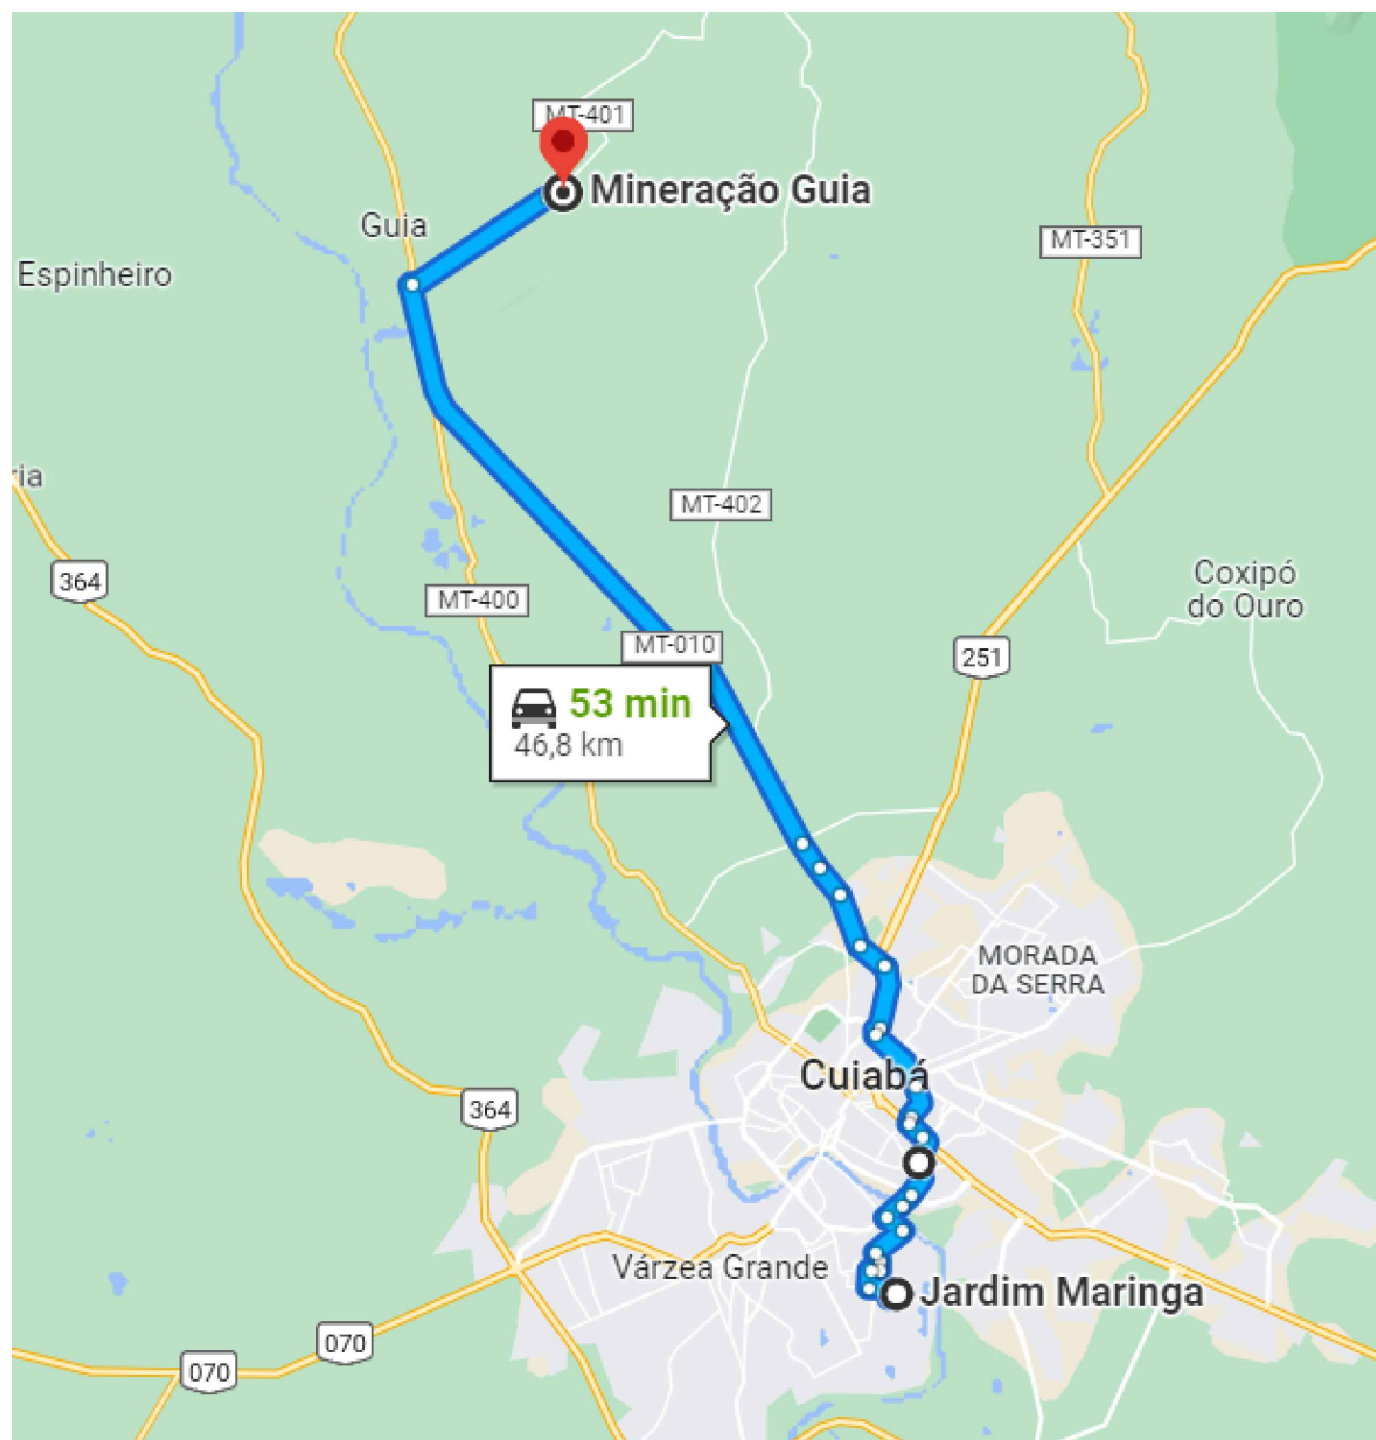 MT-401
Mineração Guia
Guia
MT-351
Espinheiro
ria
MT-402
364
Coxipó
do Ouro
MT-400
MT-010
251
53 min
46,8 km
MORADA
DA SERRA
Cuiabá
364
Várzea Grande
Jardim Maringa
070
070